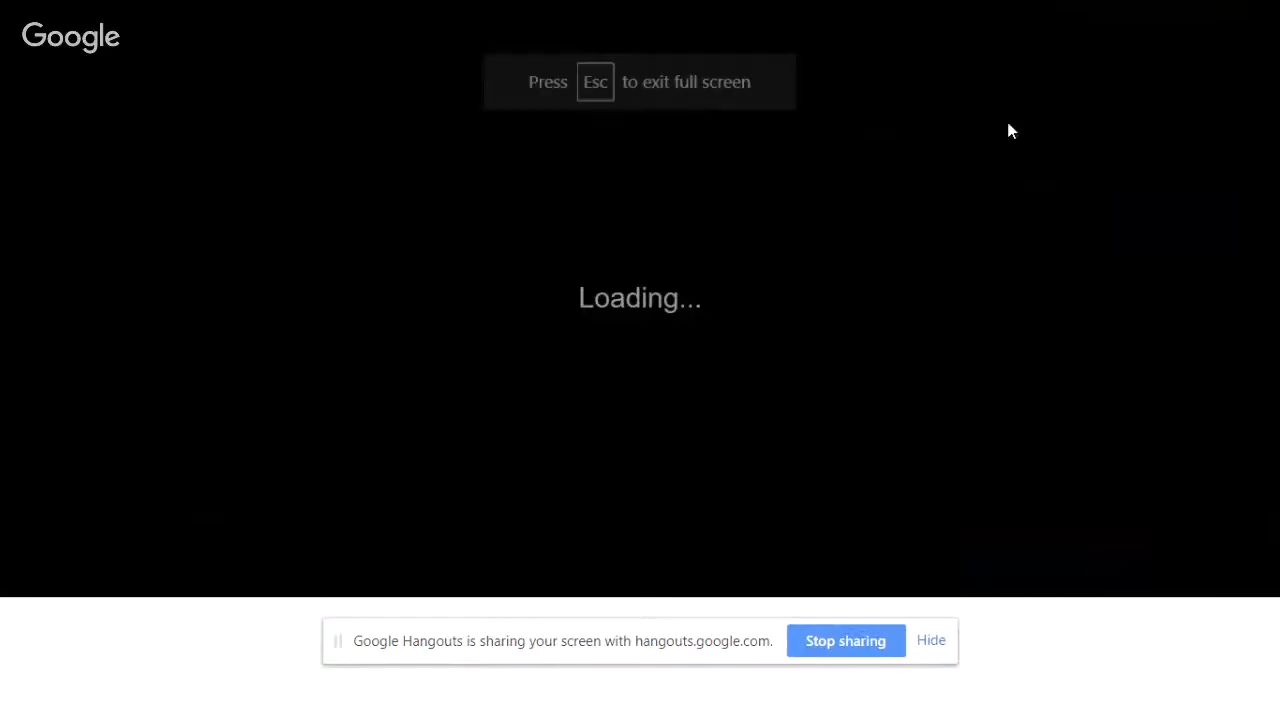 Google
Press Esc to exit full screen
Loading...
Google Hangouts is sharing your screen with hangouts.google.com. Stop sharing Hide